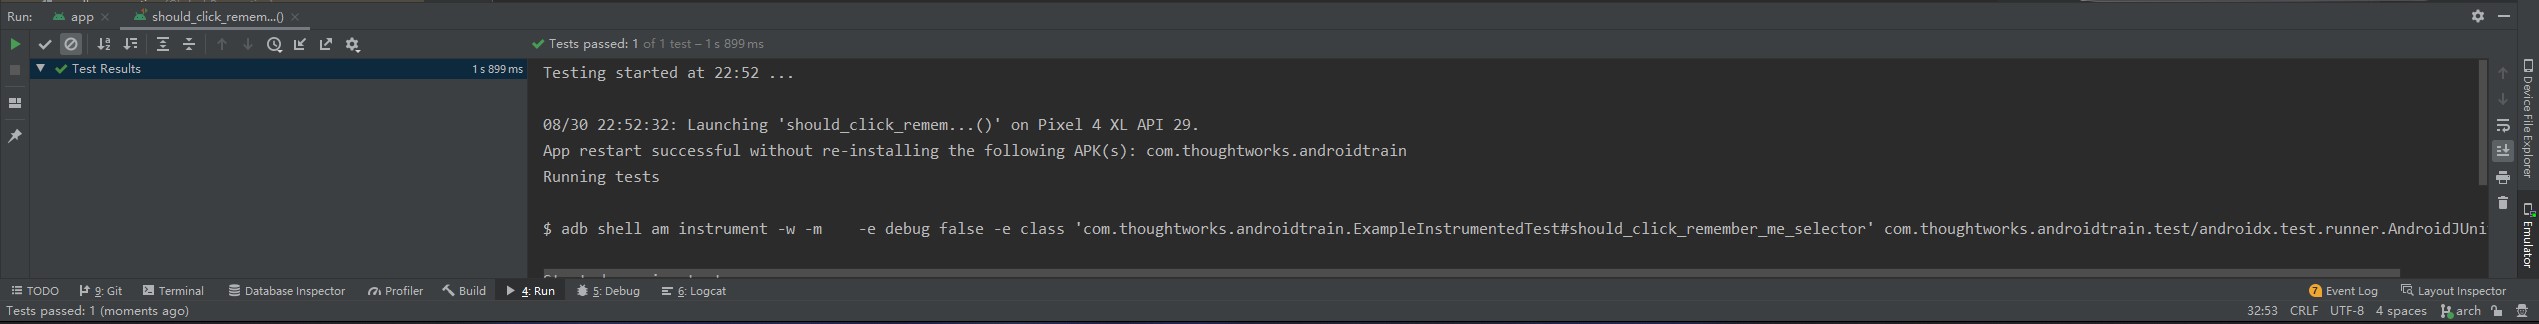 Run: app should_click_remem...()
Tests passed: 1 of 1 test – 1 s 899 ms
Test Results 1 s 899 ms
Testing started at 22:52 ...
08/30 22:52:32: Launching 'should_click_remem...()' on Pixel 4 XL API 29.
App restart successful without re-installing the following APK(s): com.thoughtworks.androidtrain
Running tests
$ adb shell am instrument -w -m    -e debug false -e class 'com.thoughtworks.androidtrain.ExampleInstrumentedTest#should_click_remember_me_selector' com.thoughtworks.androidtrain.test/androidx.test.runner.AndroidJUni
Device File Explorer
Emulator
TODO 9: Git Terminal Database Inspector Profiler Build 4: Run 5: Debug 6: Logcat 7 Event Log Layout Inspector
Tests passed: 1 (moments ago) 32:53 CRLF UTF-8 4 spaces arch